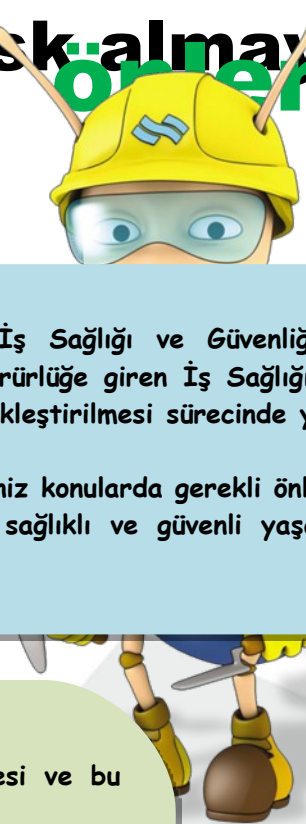 sk almay
önler
İş Sağlığı ve Güvenliğ
rürlüğe giren İş Sağlığı
kleştirilmesi sürecinde y
niz konularda gerekli önl
sağlıklı ve güvenli yaşa
esi ve bu